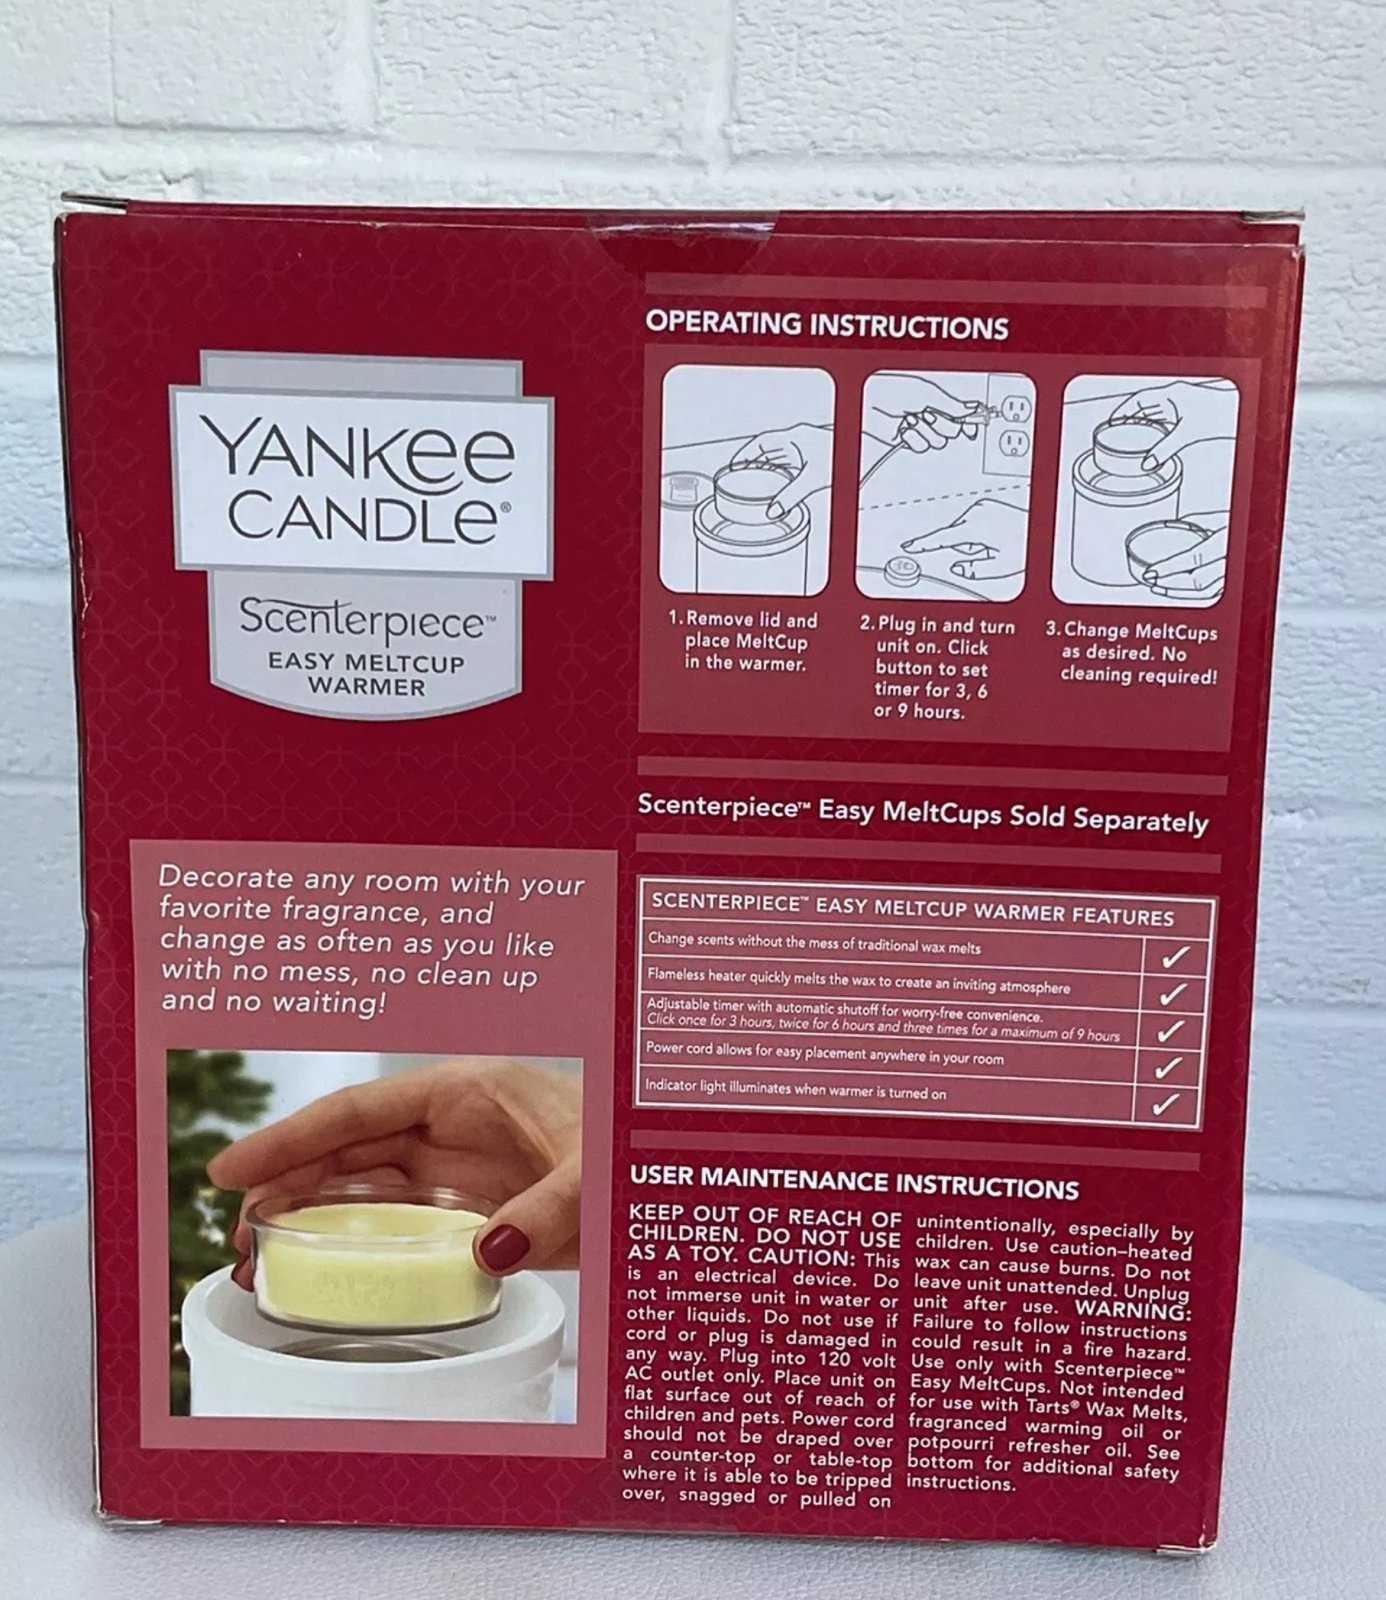 YANKee
CANDLe®
Scenterpiece™
EASY MELTCUP
WARMER
Decorate any room with your
favorite fragrance, and
change as often as you like
with no mess, no clean up
and no waiting!
OPERATING INSTRUCTIONS
1. Remove lid and
place MeltCup
in the warmer.
2. Plug in and turn
unit on. Click
button to set
timer for 3, 6
or 9 hours.
3. Change MeltCups
as desired. No
cleaning required!
Scenterpiece™ Easy MeltCups Sold Separately
SCENTERPIECE™ EASY MELTCUP WARMER FEATURES
Change scents without the mess of traditional wax melts
Flameless heater quickly melts the wax to create an inviting atmosphere
Adjustable timer with automatic shutoff for worry-free convenience.
Click once for 3 hours, twice for 6 hours and three times for a maximum of 9 hours
Power cord allows for easy placement anywhere in your room
Indicator light illuminates when warmer is turned on
USER MAINTENANCE INSTRUCTIONS
KEEP OUT OF REACH OF
CHILDREN. DO NOT USE
AS A TOY. CAUTION: This
is an electrical device. Do
not immerse unit in water or
other liquids. Do not use if
cord or plug is damaged in
any way. Plug into 120 volt
AC outlet only. Place unit on
flat surface out of reach of
children and pets. Power cord
should not be draped over
a counter-top or table-top
where it is able to be tripped
over, snagged or pulled on
unintentionally, especially by
children. Use caution–heated
wax can cause burns. Do not
leave unit unattended. Unplug
unit after use. WARNING:
Failure to follow instructions
could result in a fire hazard.
Use only with Scenterpiece™
Easy MeltCups. Not intended
for use with Tarts® Wax Melts,
fragranced warming oil or
potpourri refresher oil. See
bottom for additional safety
instructions.